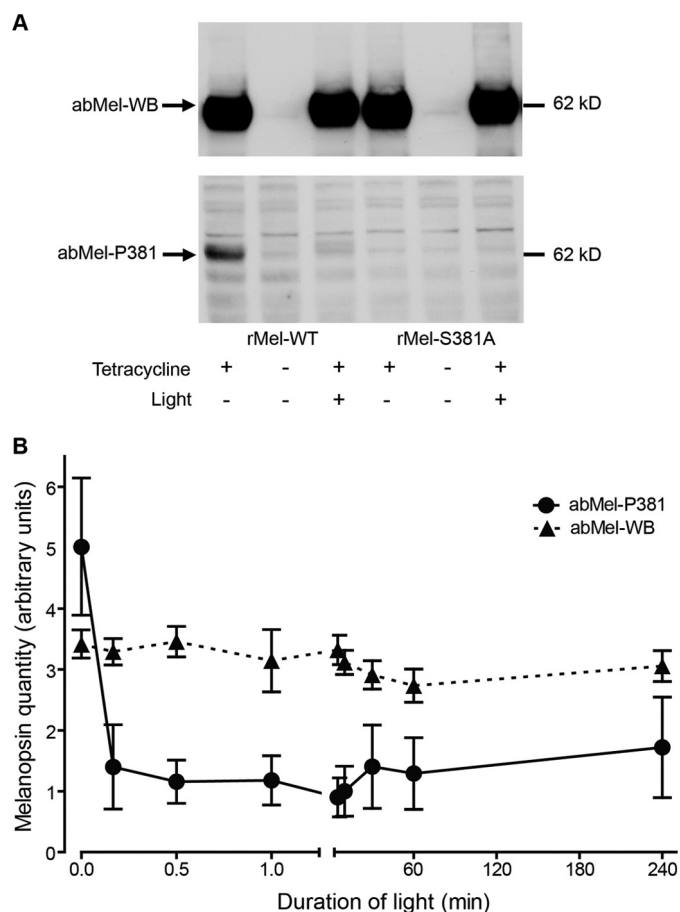 A
abMel-WB
62 kD
abMel-P381
62 kD
rMel-WT rMel-S381A
Tetracycline + - + + - +
Light - - + - - +
B
Melanopsin quantity (arbitrary units)
6
5
4
3
2
1
0
abMel-P381
abMel-WB
0.0 0.5 1.0 60 120 180 240
Duration of light (min)